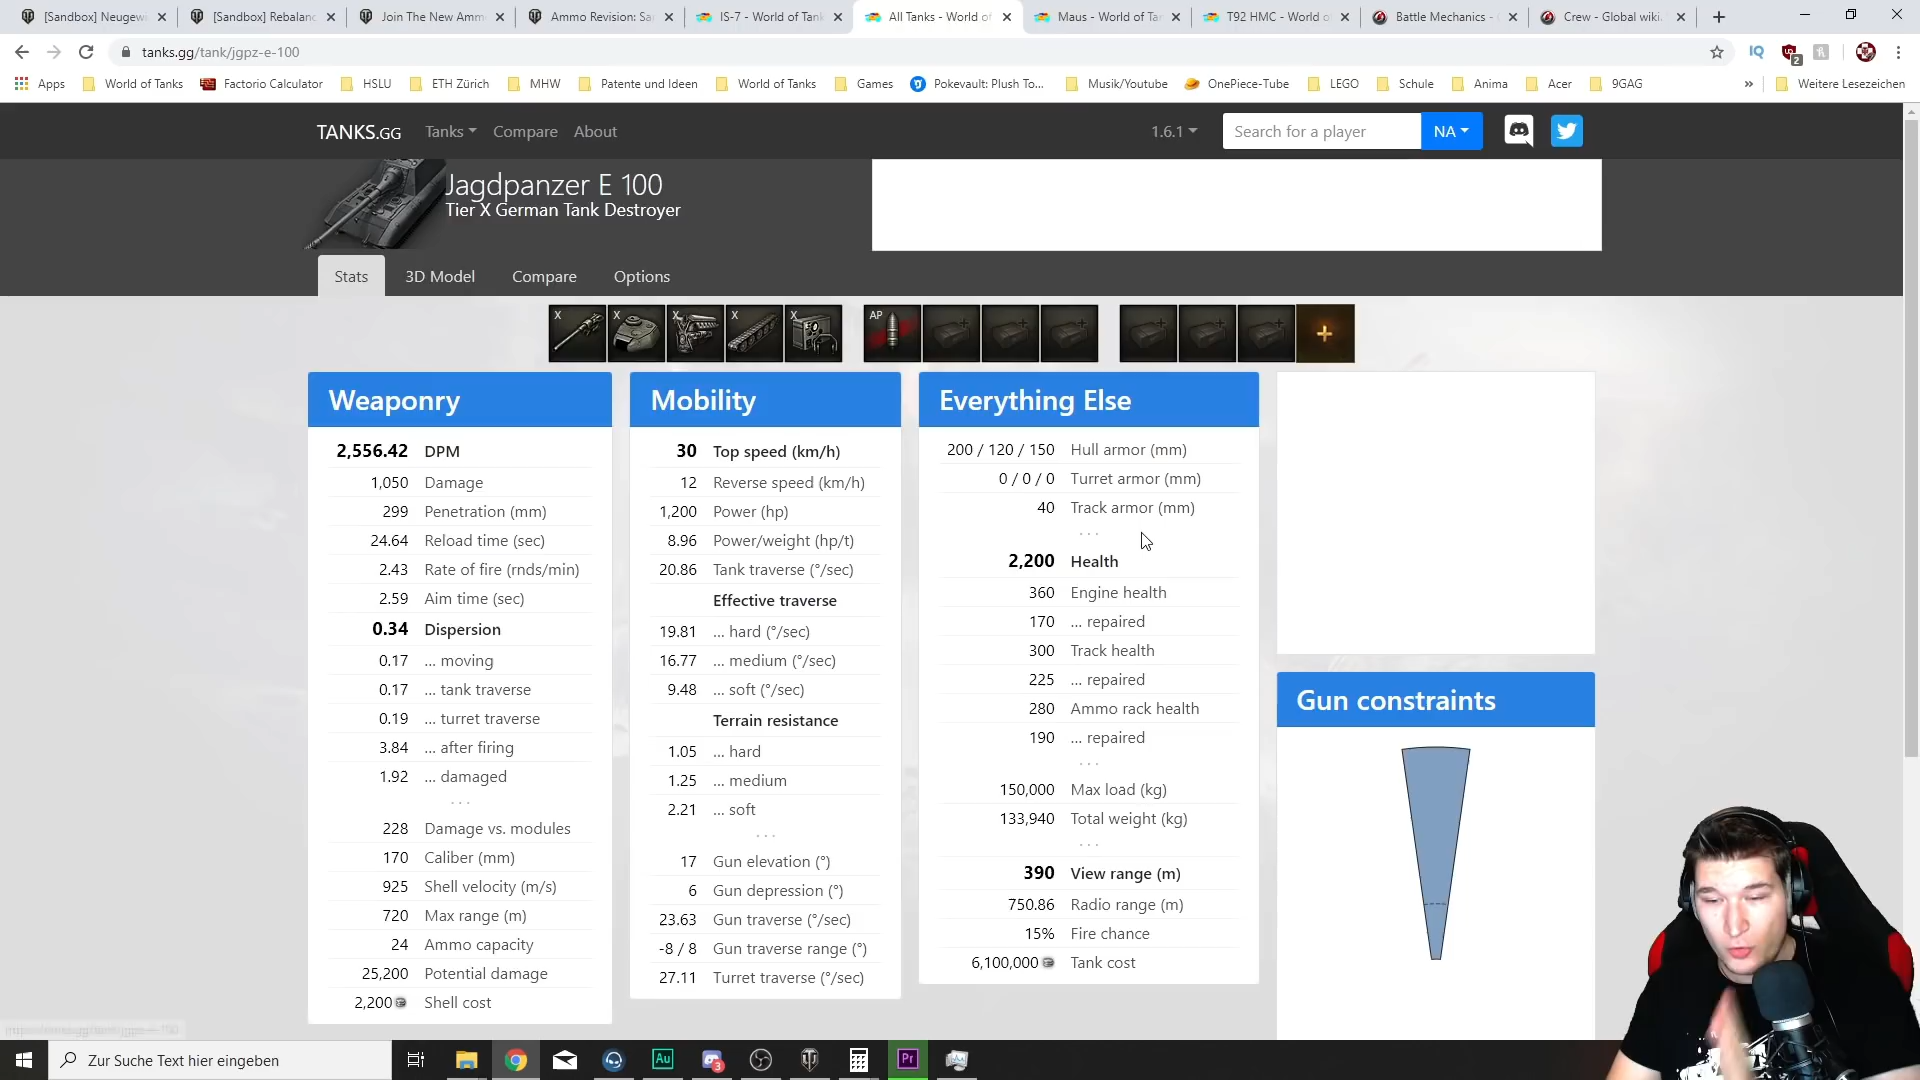 [Sandbox] Neugewi
[Sandbox] Rebalanc
Join The New Amm
Ammo Revision: Sa
IS-7 - World of Tank
All Tanks - World of
Maus - World of Tan
T92 HMC - World of
Battle Mechanics -
Crew - Global wiki.
tanks.gg/tank/jgpz-e-100
IQ
2
Apps
World of Tanks
Factorio Calculator
HSLU
ETH Zürich
MHW
Patente und Ideen
World of Tanks
Games
Pokevault: Plush To...
Musik/Youtube
OnePiece-Tube
LEGO
Schule
Anima
Acer
9GAG
»
Weitere Lesezeichen
TANKS.GG
Tanks
Compare
About
1.6.1
Search for a player
NA
Jagdpanzer E 100
Tier X German Tank Destroyer
Stats
3D Model
Compare
Options
X
X
X
X
X
AP
Weaponry
2,556.42 DPM
1,050 Damage
299 Penetration (mm)
24.64 Reload time (sec)
2.43 Rate of fire (rnds/min)
2.59 Aim time (sec)
0.34 Dispersion
0.17 ... moving
0.17 ... tank traverse
0.19 ... turret traverse
3.84 ... after firing
1.92 ... damaged
...
228 Damage vs. modules
170 Caliber (mm)
925 Shell velocity (m/s)
720 Max range (m)
24 Ammo capacity
25,200 Potential damage
2,200 Shell cost
Mobility
30 Top speed (km/h)
12 Reverse speed (km/h)
1,200 Power (hp)
8.96 Power/weight (hp/t)
20.86 Tank traverse (°/sec)
Effective traverse
19.81 ... hard (°/sec)
16.77 ... medium (°/sec)
9.48 ... soft (°/sec)
Terrain resistance
1.05 ... hard
1.25 ... medium
2.21 ... soft
...
17 Gun elevation (°)
6 Gun depression (°)
23.63 Gun traverse (°/sec)
-8 / 8 Gun traverse range (°)
27.11 Turret traverse (°/sec)
Everything Else
200 / 120 / 150 Hull armor (mm)
0 / 0 / 0 Turret armor (mm)
40 Track armor (mm)
...
2,200 Health
360 Engine health
170 ... repaired
300 Track health
225 ... repaired
280 Ammo rack health
190 ... repaired
...
150,000 Max load (kg)
133,940 Total weight (kg)
...
390 View range (m)
750.86 Radio range (m)
15% Fire chance
6,100,000 Tank cost
Gun constraints
Zur Suche Text hier eingeben
Au
3
Pr